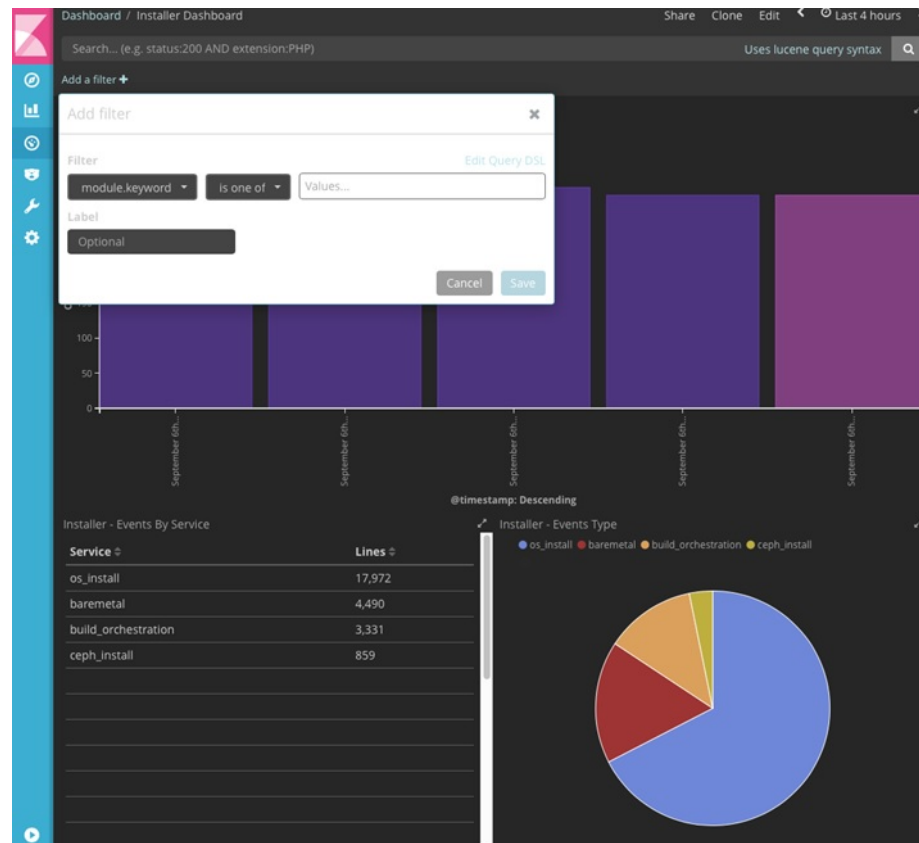 Dashboard / Installer Dashboard Share Clone Edit Last 4 hours
Search... (e.g. status:200 AND extension:PHP) Uses lucene query syntax
Add a filter +
Add filter
Filter Edit Query DSL
module.keyword is one of Values...
Label
Optional
Cancel Save
100
50
0
September 6th... September 6th... September 6th... September 6th... September 6th...
@timestamp: Descending
Installer - Events By Service
Service Lines
os_install 17,972
baremetal 4,490
build_orchestration 3,331
ceph_install 859
Installer - Events Type
os_install baremetal build_orchestration ceph_install